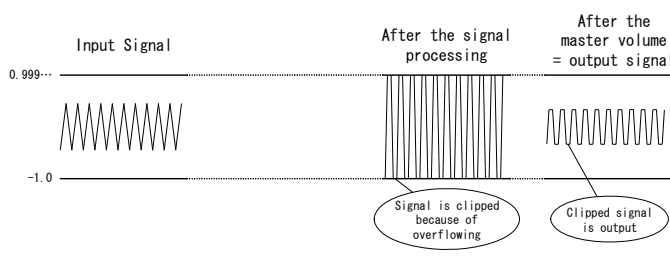 Input Signal
After the signal
processing
After the
master volume
= output signal
0.999…
-1.0
Signal is clipped
because of
overflowing
Clipped signal
is output